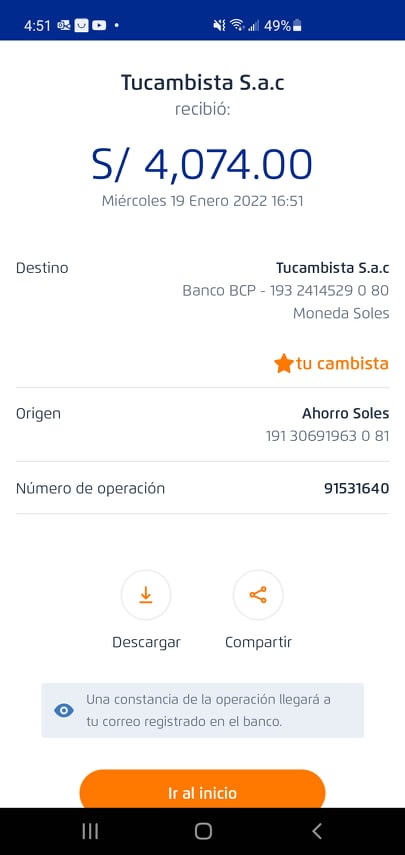 4:51
49%
Tucambista S.a.c
recibió:
S/ 4,074.00
Miércoles 19 Enero 2022 16:51
Destino
Tucambista S.a.c
Banco BCP - 193 2414529 0 80
Moneda Soles
tu cambista
Origen
Ahorro Soles
191 30691963 0 81
Número de operación
91531640
Descargar
Compartir
Una constancia de la operación llegará a
tu correo registrado en el banco.
Ir al inicio